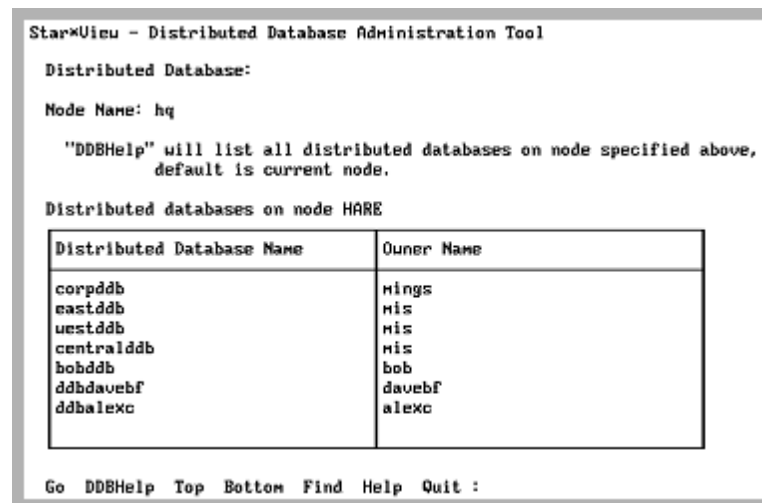 Star*View - Distributed Database Administration Tool
Distributed Database:
Node Name: hq
"DDBHelp" will list all distributed databases on node specified above,
default is current node.
Distributed databases on node HARE
Distributed Database Name Owner Name
corpddb mings
eastddb mis
westddb mis
centralddb mis
bobddb bob
ddbdavebf davebf
ddbalexc alexc
Go DDBHelp Top Bottom Find Help Quit :